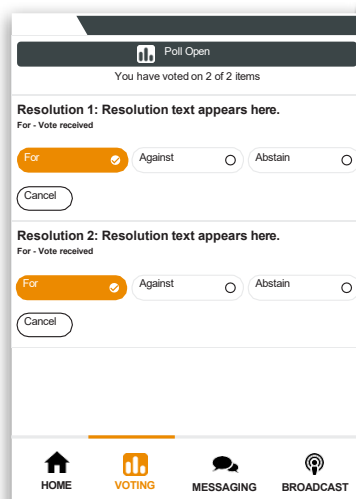 Poll Open
You have voted on 2 of 2 items
Resolution 1: Resolution text appears here.
For - Vote received
For Against Abstain
Cancel
Resolution 2: Resolution text appears here.
For - Vote received
For Against Abstain
Cancel
HOME VOTING MESSAGING BROADCAST